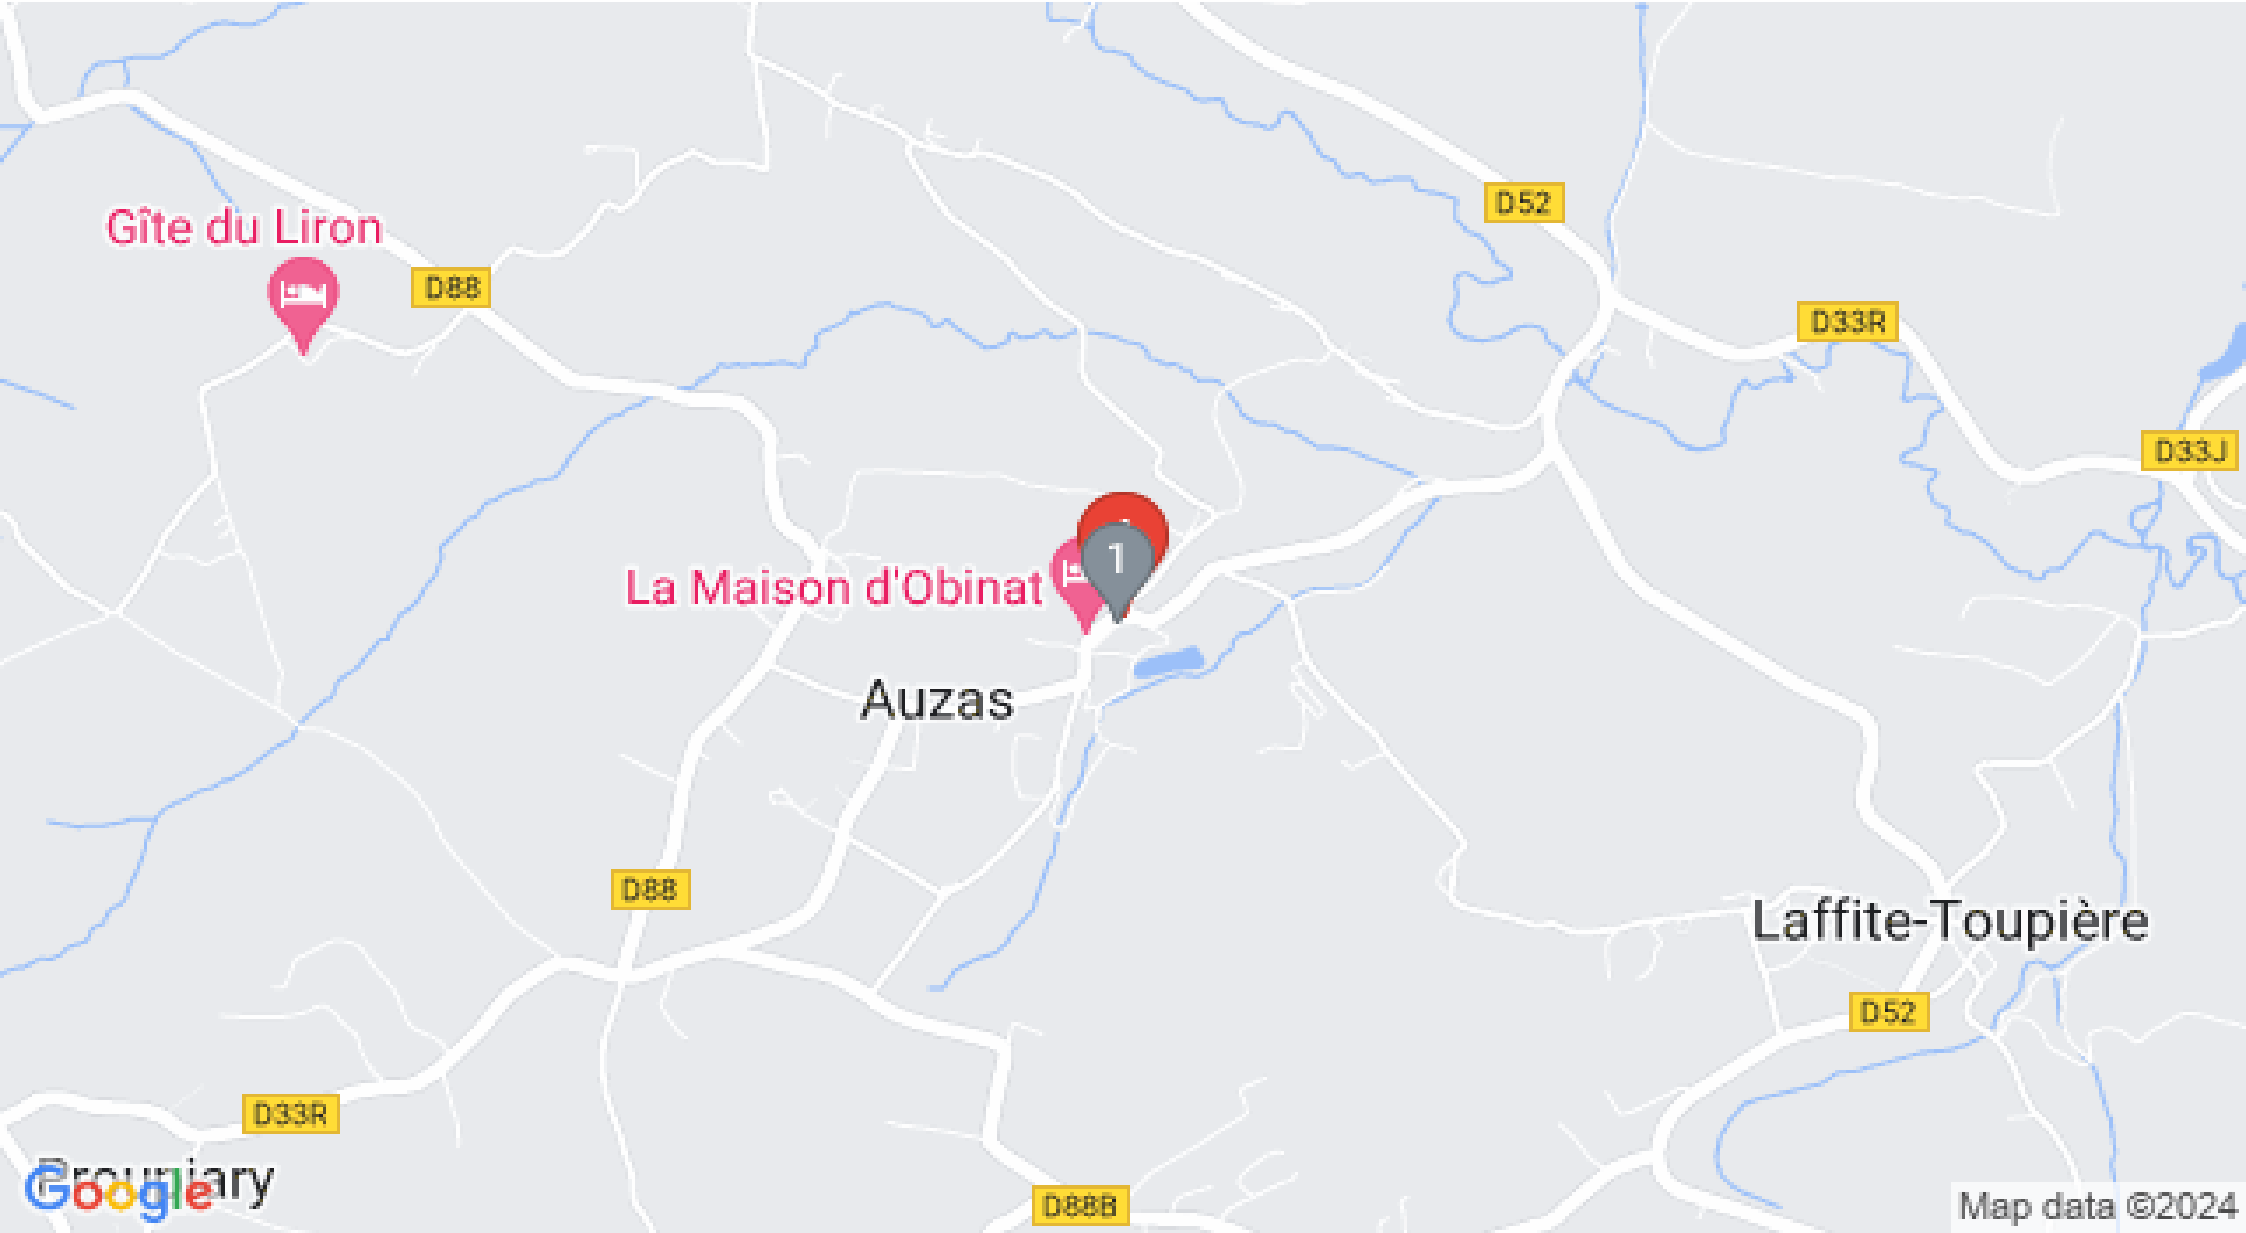 D52
Gîte du Liron
D88
D33R
D33J
1
La Maison d'Obinat
Auzas
D88
Laffite-Toupière
D52
D33R
Google
D88B
Map data ©2024